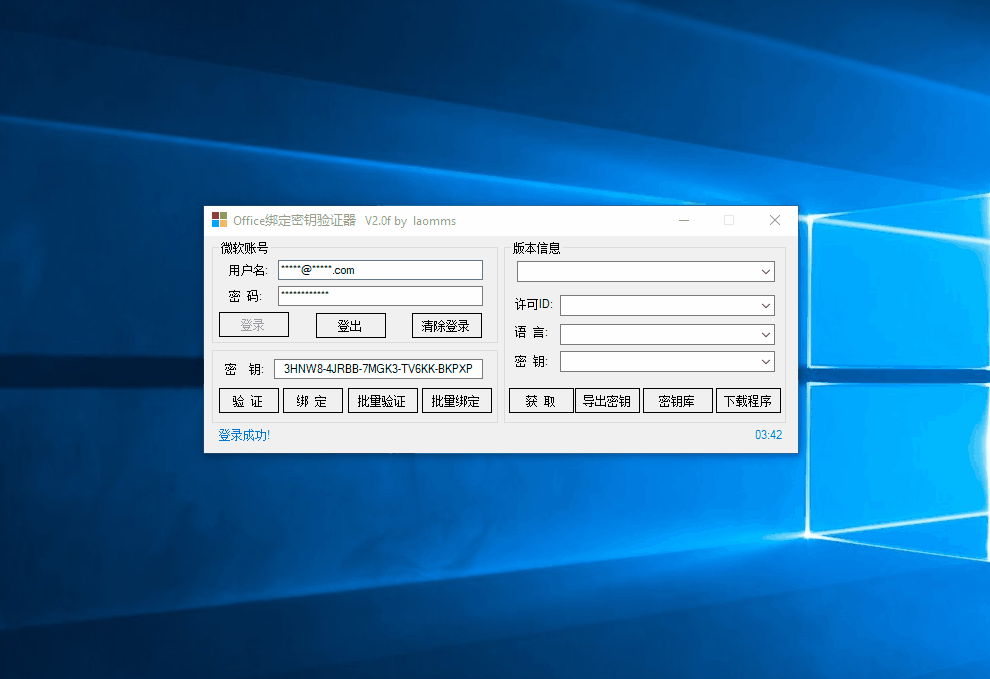 Office绑定密钥验证器 V2.0f by laomms
微软账号
用户名: *****@*****.com
密 码: ************
登录 登出 清除登录
密 钥: 3HNW8-4JRBB-7MGK3-TV6KK-BKPXP
验 证 绑 定 批量验证 批量绑定
版本信息
许可ID:
语 言:
密 钥:
获 取 导出密钥 密钥库 下载程序
登录成功!
03:42